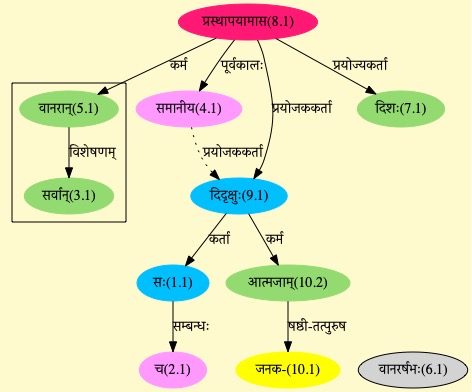 प्रस्थापयामास(8.1)
कर्म
पूर्वकालः
प्रयोज्यकर्ता
वानरान्(5.1)
समानीय(4.1)
प्रयोजककर्ता
दिशः(7.1)
विशेषणम्
प्रयोजककर्ता
सर्वान्(3.1)
दिदृक्षुः(9.1)
कर्ता
कर्म
सः(1.1)
आत्मजाम्(10.2)
सम्बन्धः
षष्ठी-तत्पुरुष
च(2.1)
जनक-(10.1)
वानरर्षभः(6.1)